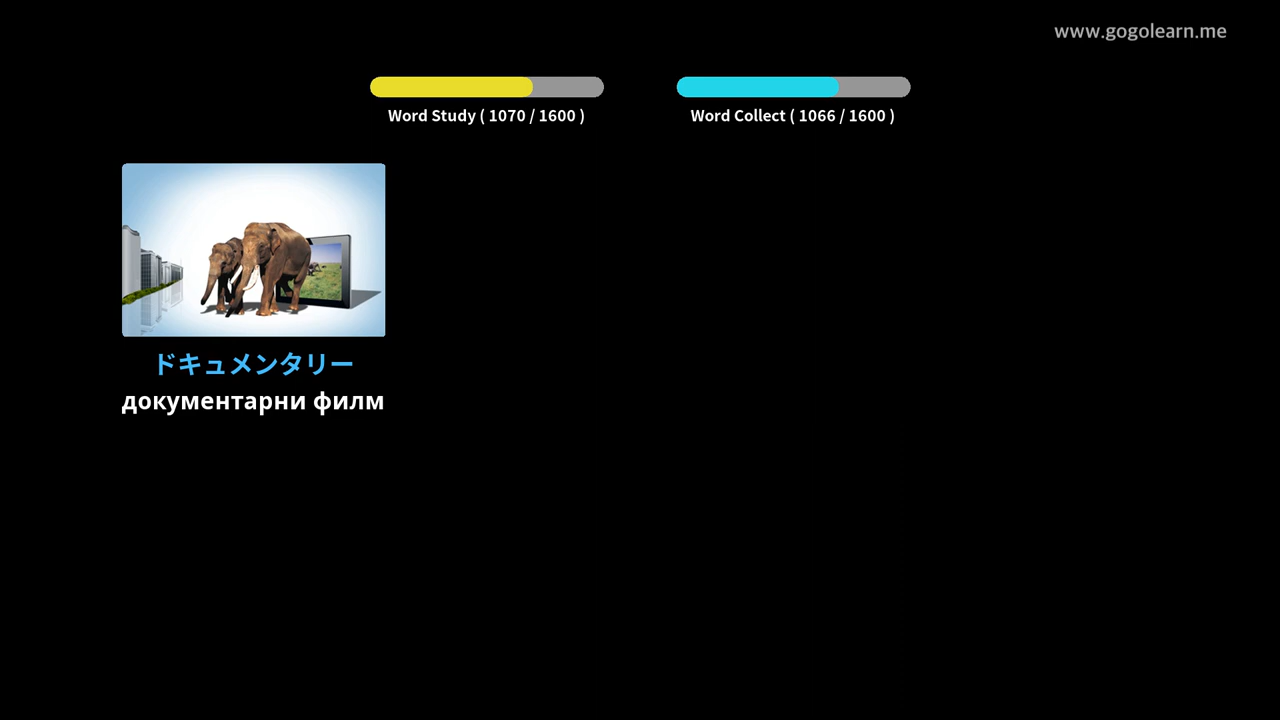 www.gogolearn.me
Word Study ( 1070 / 1600 )
Word Collect ( 1066 / 1600 )
ドキュメンタリー
документарни филм